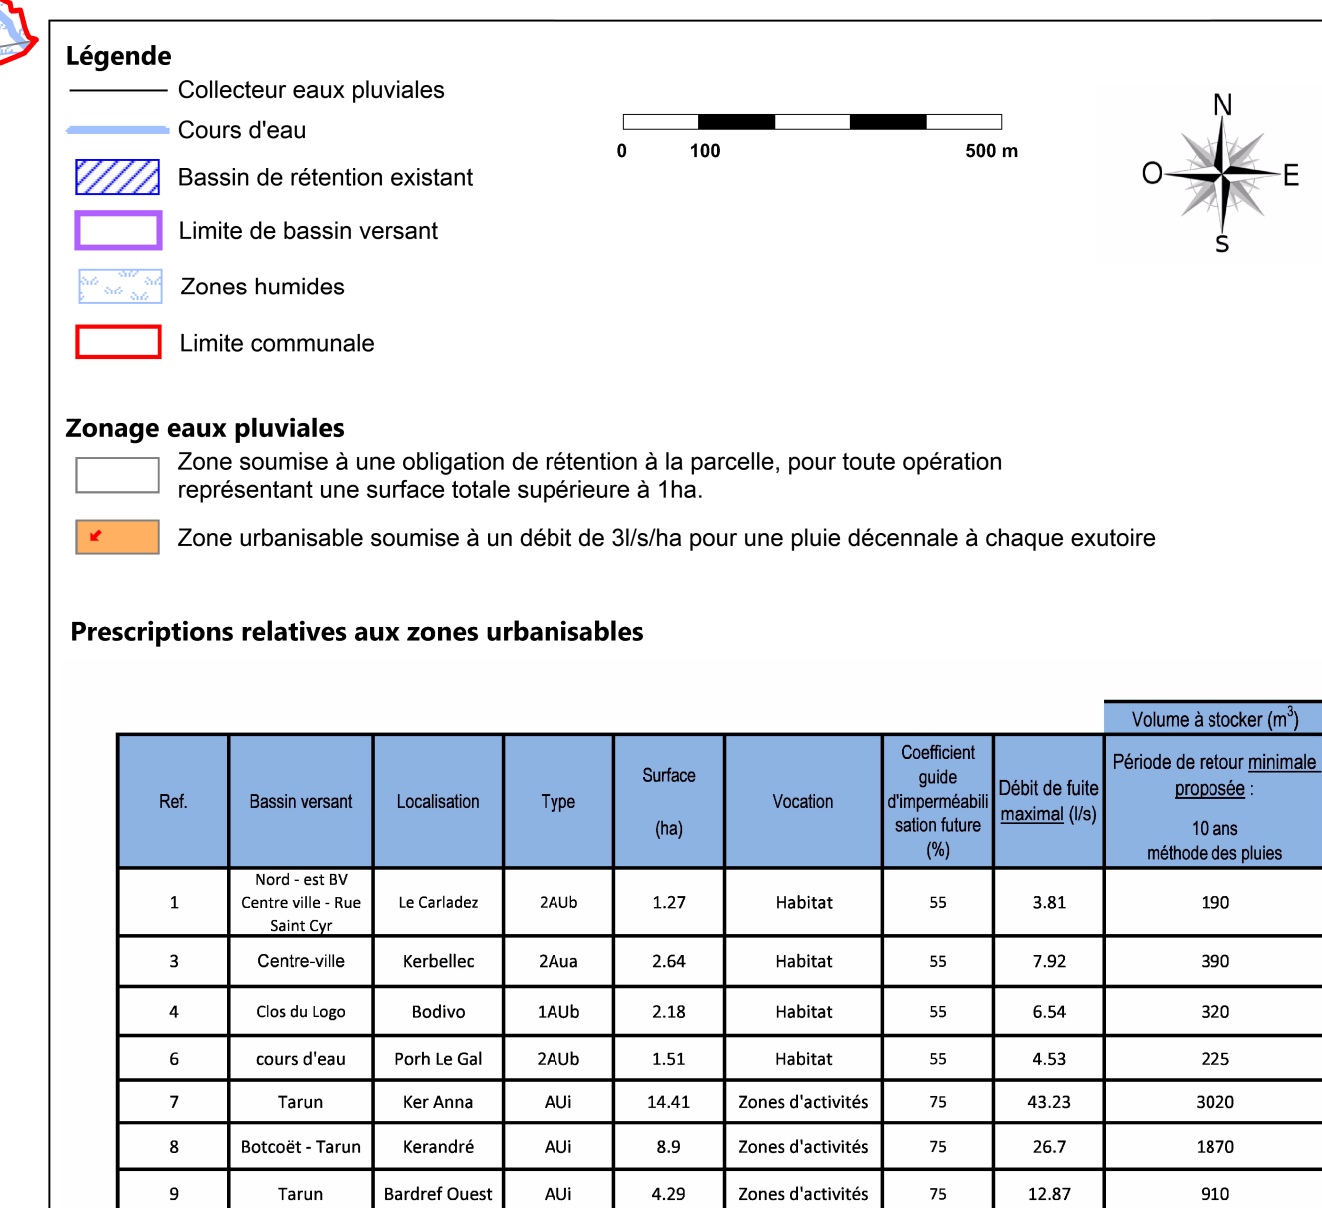 Légende
Collecteur eaux pluviales
Cours d'eau
Bassin de rétention existant
Limite de bassin versant
Zones humides
Limite communale
0 100 500 m
N
O E
S
Zonage eaux pluviales
Zone soumise à une obligation de rétention à la parcelle, pour toute opération
représentant une surface totale supérieure à 1ha.
Zone urbanisable soumise à un débit de 3l/s/ha pour une pluie décennale à chaque exutoire
Prescriptions relatives aux zones urbanisables
Volume à stocker (m³)
Ref.
Bassin versant
Localisation
Type
Surface
(ha)
Vocation
Coefficient
guide
d'imperméabili
sation future
(%)
Débit de fuite
maximal (l/s)
Période de retour minimale
proposée :
10 ans
méthode des pluies
1
Nord - est BV
Centre ville - Rue
Saint Cyr
Le Carladez 2AUb 1.27 Habitat 55 3.81 190
3 Centre-ville Kerbellec 2Aua 2.64 Habitat 55 7.92 390
4 Clos du Logo Bodivo 1AUb 2.18 Habitat 55 6.54 320
6 cours d'eau Porh Le Gal 2AUb 1.51 Habitat 55 4.53 225
7 Tarun Ker Anna AUi 14.41 Zones d'activités 75 43.23 3020
8 Botcoët - Tarun Kerandré AUi 8.9 Zones d'activités 75 26.7 1870
9 Tarun Bardref Ouest AUi 4.29 Zones d'activités 75 12.87 910